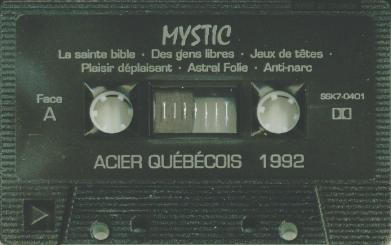 MYSTIC
La sainte bible · Des gens libres · Jeux de têtes ·
Plaisir déplaisant · Astral Folie · Anti-narc
Face
A
SSK7-0401
ACIER QUÉBÉCOIS 1992